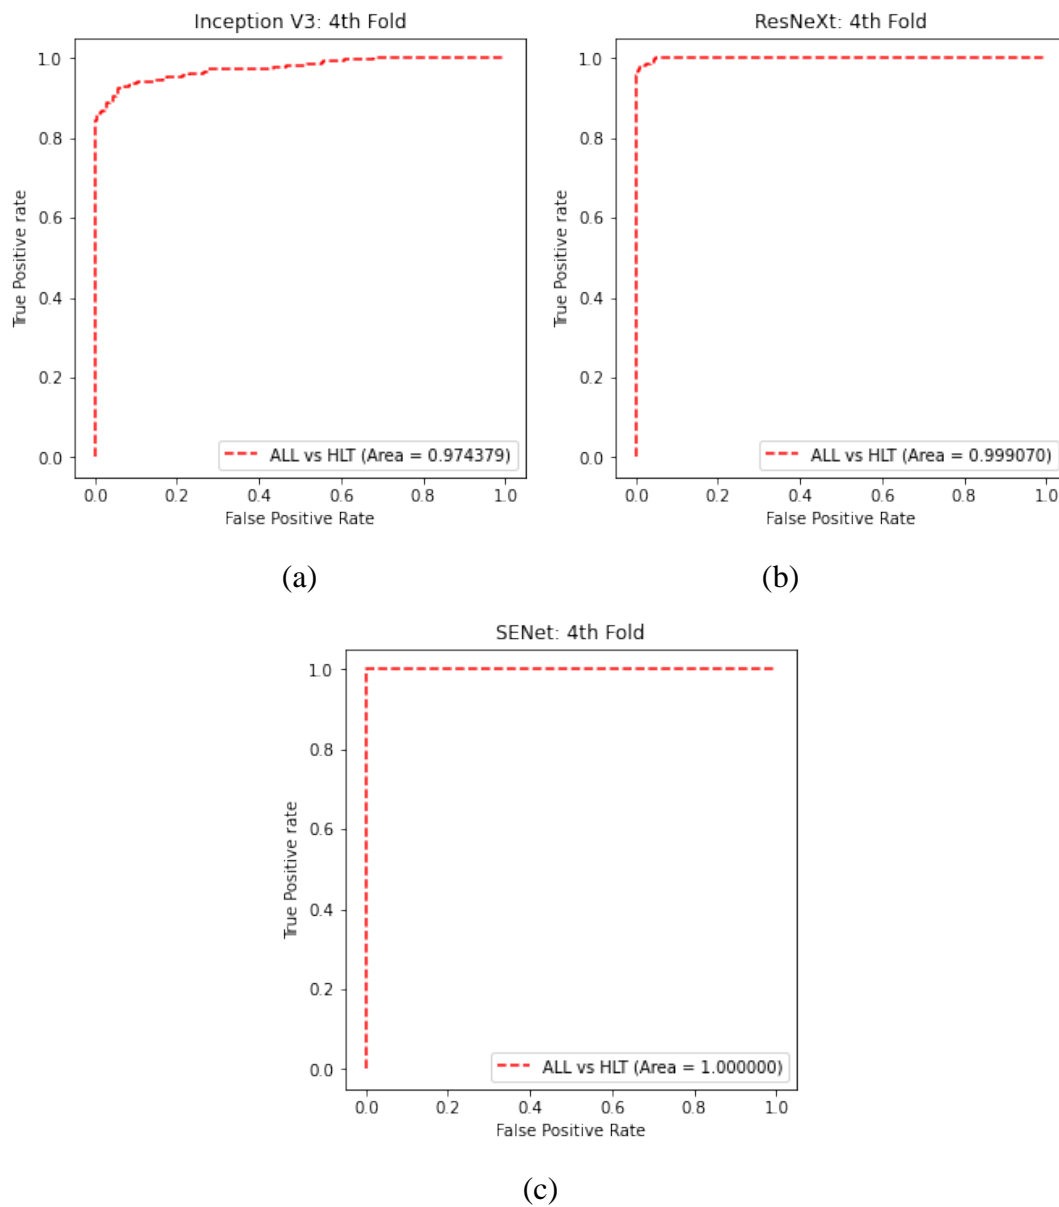 Inception V3: 4th Fold
1.0
0.8
0.6
0.4
0.2
0.0
True Positive rate
ALL vs HLT (Area = 0.974379)
0.0 0.2 0.4 0.6 0.8 1.0
False Positive Rate
(a)
ResNeXt: 4th Fold
1.0
0.8
0.6
0.4
0.2
0.0
True Positive rate
ALL vs HLT (Area = 0.999070)
0.0 0.2 0.4 0.6 0.8 1.0
False Positive Rate
(b)
SENet: 4th Fold
1.0
0.8
0.6
0.4
0.2
0.0
True Positive rate
ALL vs HLT (Area = 1.000000)
0.0 0.2 0.4 0.6 0.8 1.0
False Positive Rate
(c)